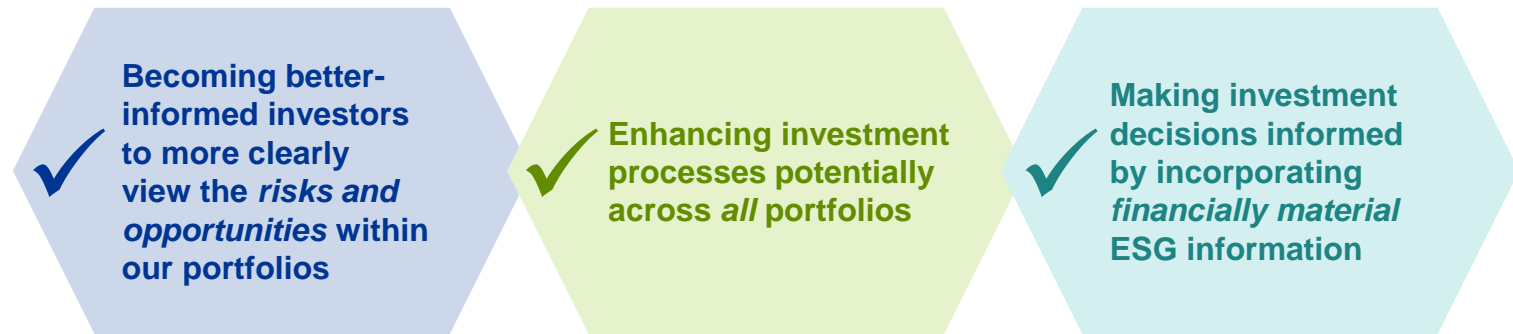 Becoming better-
informed investors
to more clearly
view the risks and
opportunities within
our portfolios
Enhancing investment
processes potentially
across all portfolios
Making investment
decisions informed
by incorporating
financially material
ESG information